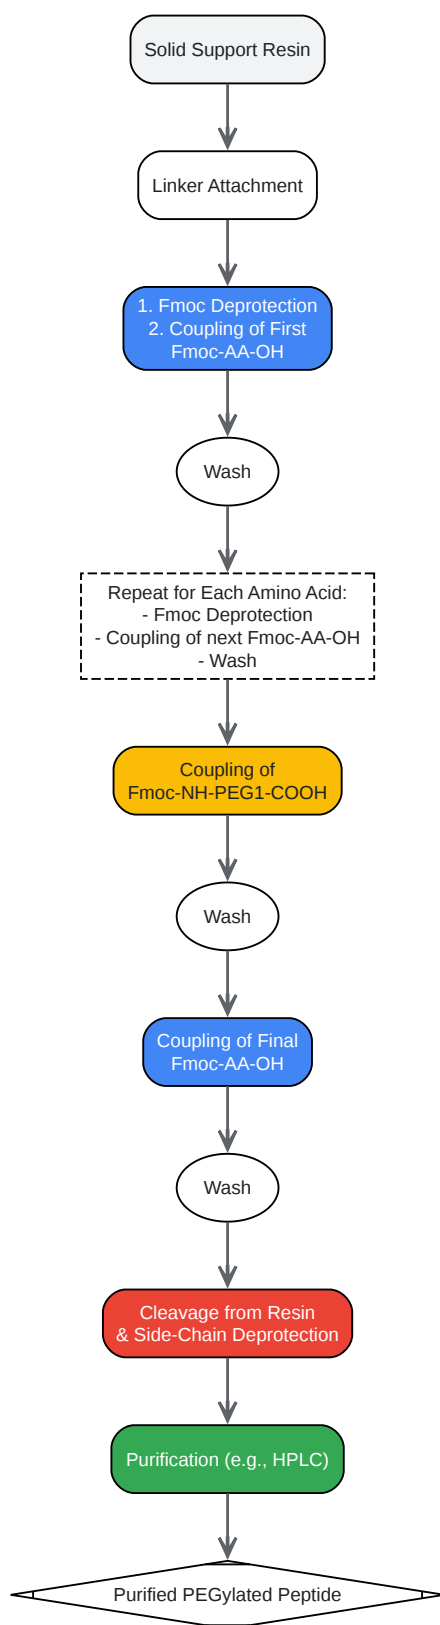 Solid Support Resin
Linker Attachment
1. Fmoc Deprotection
2. Coupling of First
Fmoc-AA-OH
Wash
Repeat for Each Amino Acid:
- Fmoc Deprotection
- Coupling of next Fmoc-AA-OH
- Wash
Coupling of
Fmoc-NH-PEG1-COOH
Wash
Coupling of Final
Fmoc-AA-OH
Wash
Cleavage from Resin
& Side-Chain Deprotection
Purification (e.g., HPLC)
Purified PEGylated Peptide